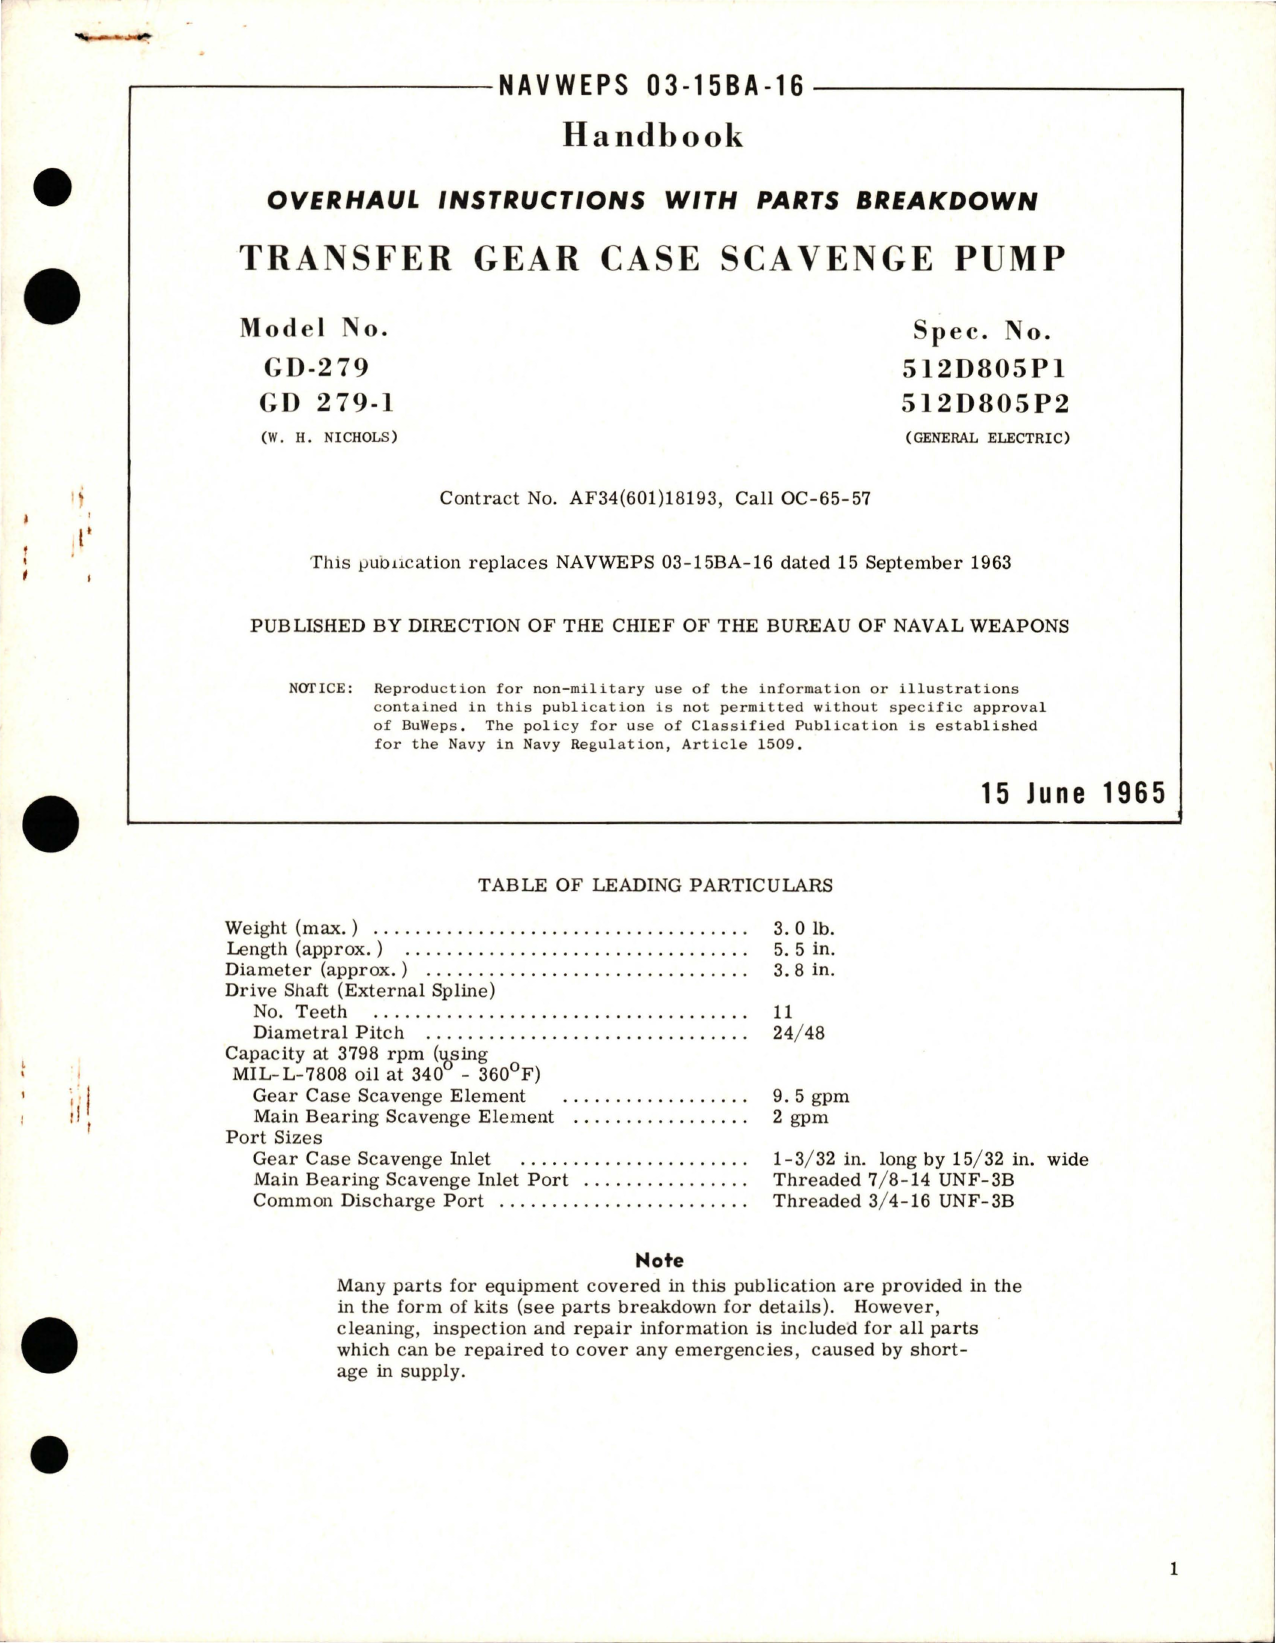 NAVWEPS 03-15BA-16
Handbook
OVERHAUL INSTRUCTIONS WITH PARTS BREAKDOWN
TRANSFER GEAR CASE SCAVENGE PUMP
Model No. Spec. No.
GD-279 512D805P1
GD 279-1 512D805P2
(W. H. NICHOLS) (GENERAL ELECTRIC)
Contract No. AF34(601)18193, Call OC-65-57
This publication replaces NAVWEPS 03-15BA-16 dated 15 September 1963
PUBLISHED BY DIRECTION OF THE CHIEF OF THE BUREAU OF NAVAL WEAPONS
NOTICE: Reproduction for non-military use of the information or illustrations
contained in this publication is not permitted without specific approval
of BuWeps. The policy for use of Classified Publication is established
for the Navy in Navy Regulation, Article 1509.
15 June 1965
TABLE OF LEADING PARTICULARS
Weight (max.) .................................... 3.0 lb.
Length (approx.) ................................. 5.5 in.
Diameter (approx.) ............................... 3.8 in.
Drive Shaft (External Spline)
No. Teeth .................................... 11
Diametral Pitch ............................... 24/48
Capacity at 3798 rpm (using
MIL-L-7808 oil at 340° - 360°F)
Gear Case Scavenge Element .................. 9.5 gpm
Main Bearing Scavenge Element ................. 2 gpm
Port Sizes
Gear Case Scavenge Inlet ...................... 1-3/32 in. long by 15/32 in. wide
Main Bearing Scavenge Inlet Port ................ Threaded 7/8-14 UNF-3B
Common Discharge Port ........................ Threaded 3/4-16 UNF-3B
Note
Many parts for equipment covered in this publication are provided in the
in the form of kits (see parts breakdown for details). However,
cleaning, inspection and repair information is included for all parts
which can be repaired to cover any emergencies, caused by short-
age in supply.
1